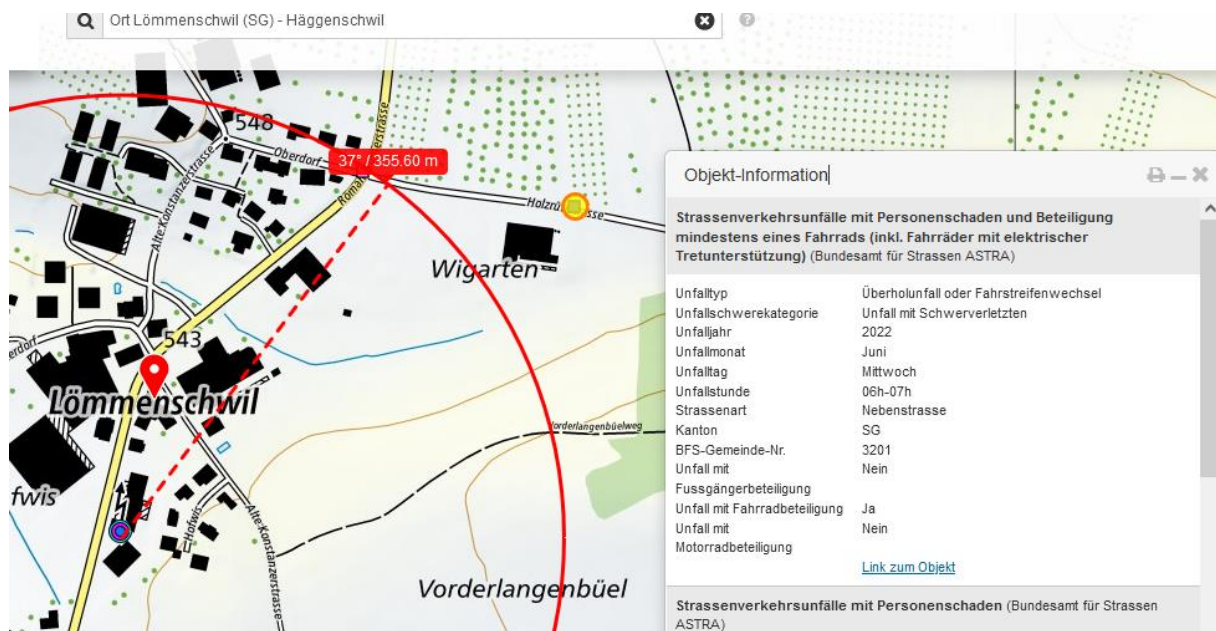 Ort Lömmenschwil (SG) - Häggenschwil
548
Oberdorf
37° / 355.60 m
Alte Konstanzerstrasse
Wigarten
543
Lömmenschwil
Vorderlangenbüelweg
fwis
Hofwis
Alte Konstanzerstrasse
Vorderlangenbüel
Objekt-Information
Strassenverkehrsunfälle mit Personenschaden und Beteiligung
mindestens eines Fahrrads (inkl. Fahrräder mit elektrischer
Tretunterstützung) (Bundesamt für Strassen ASTRA)
Unfalltyp Überholunfall oder Fahrstreifenwechsel
Unfallschwerekategorie Unfall mit Schwerverletzten
Unfalljahr 2022
Unfallmonat Juni
Unfalltag Mittwoch
Unfallstunde 06h-07h
Strassenart Nebenstrasse
Kanton SG
BFS-Gemeinde-Nr. 3201
Unfall mit Nein
Fussgängerbeteiligung
Unfall mit Fahrradbeteiligung Ja
Unfall mit Nein
Motorradbeteiligung
Link zum Objekt
Strassenverkehrsunfälle mit Personenschaden (Bundesamt für Strassen
ASTRA)